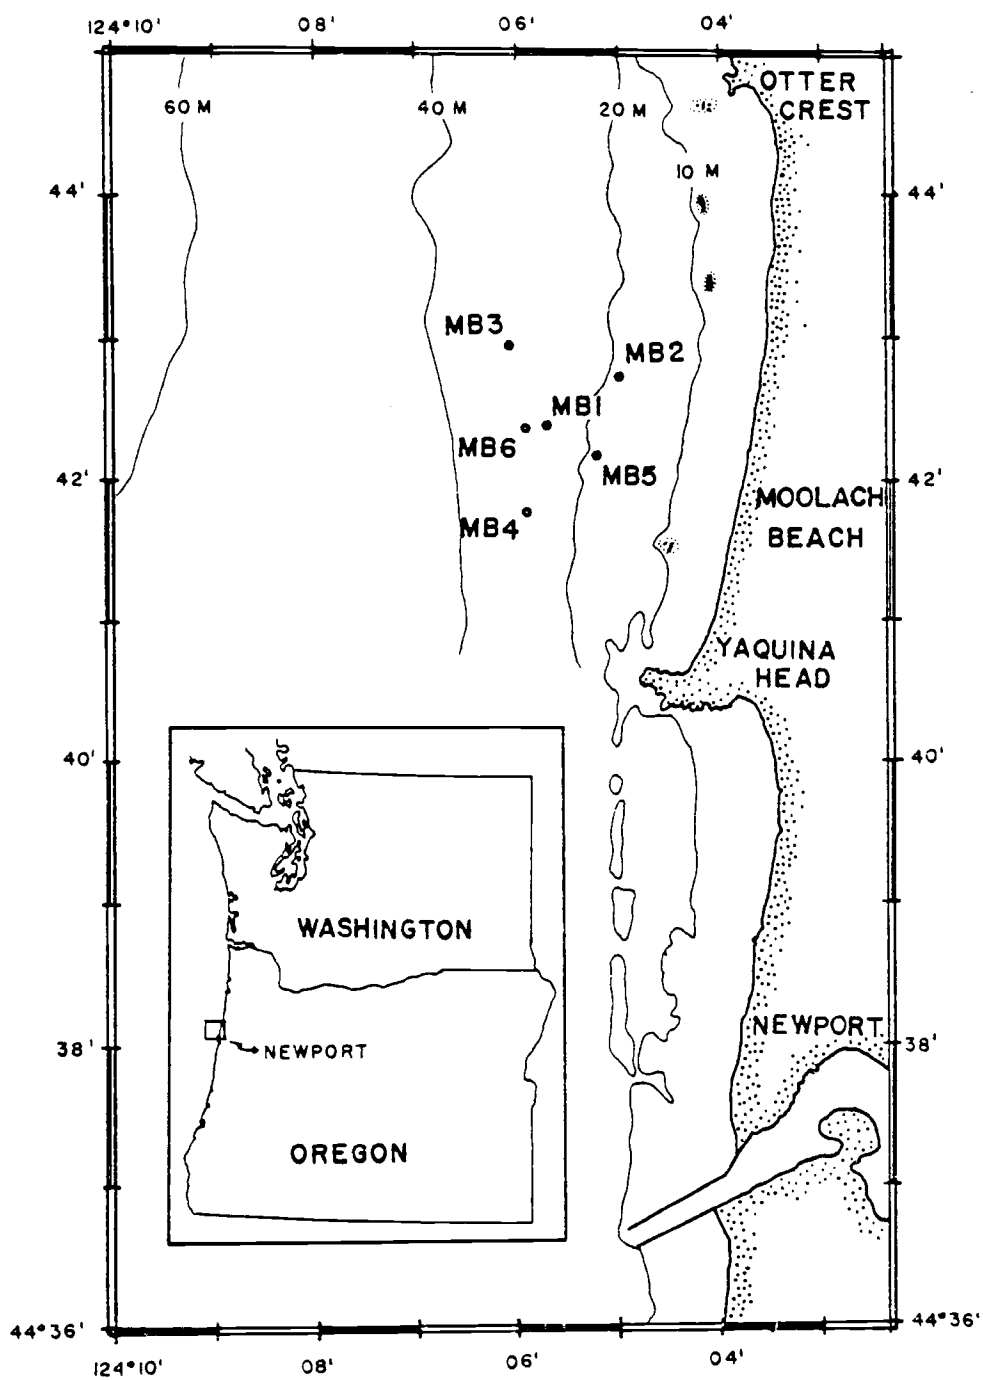 124°10' 08' 06' 04'
OTTER
CREST
60 M 40 M 20 M
10 M
44' 44'
MB3
MB2
MB1
MB6
MB5
42' 42'
MOOLACH
BEACH
MB4
YAQUINA
HEAD
40' 40'
WASHINGTON
NEWPORT
38' 38'
NEWPORT
OREGON
44°36' 44°36'
124°10' 08' 06' 04'